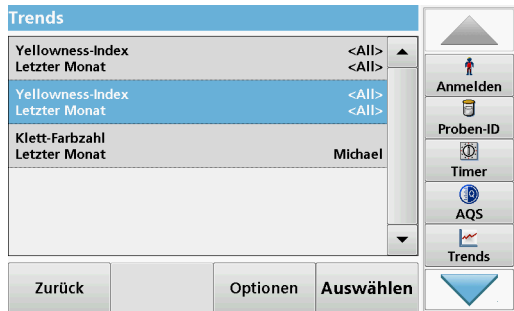 Trends
Yellowness-Index <All>
Letzter Monat <All>
Yellowness-Index <All>
Letzter Monat <All>
Klett-Farbzahl
Letzter Monat Michael
Zurück Optionen Auswählen
Anmelden
Proben-ID
Timer
AQS
Trends